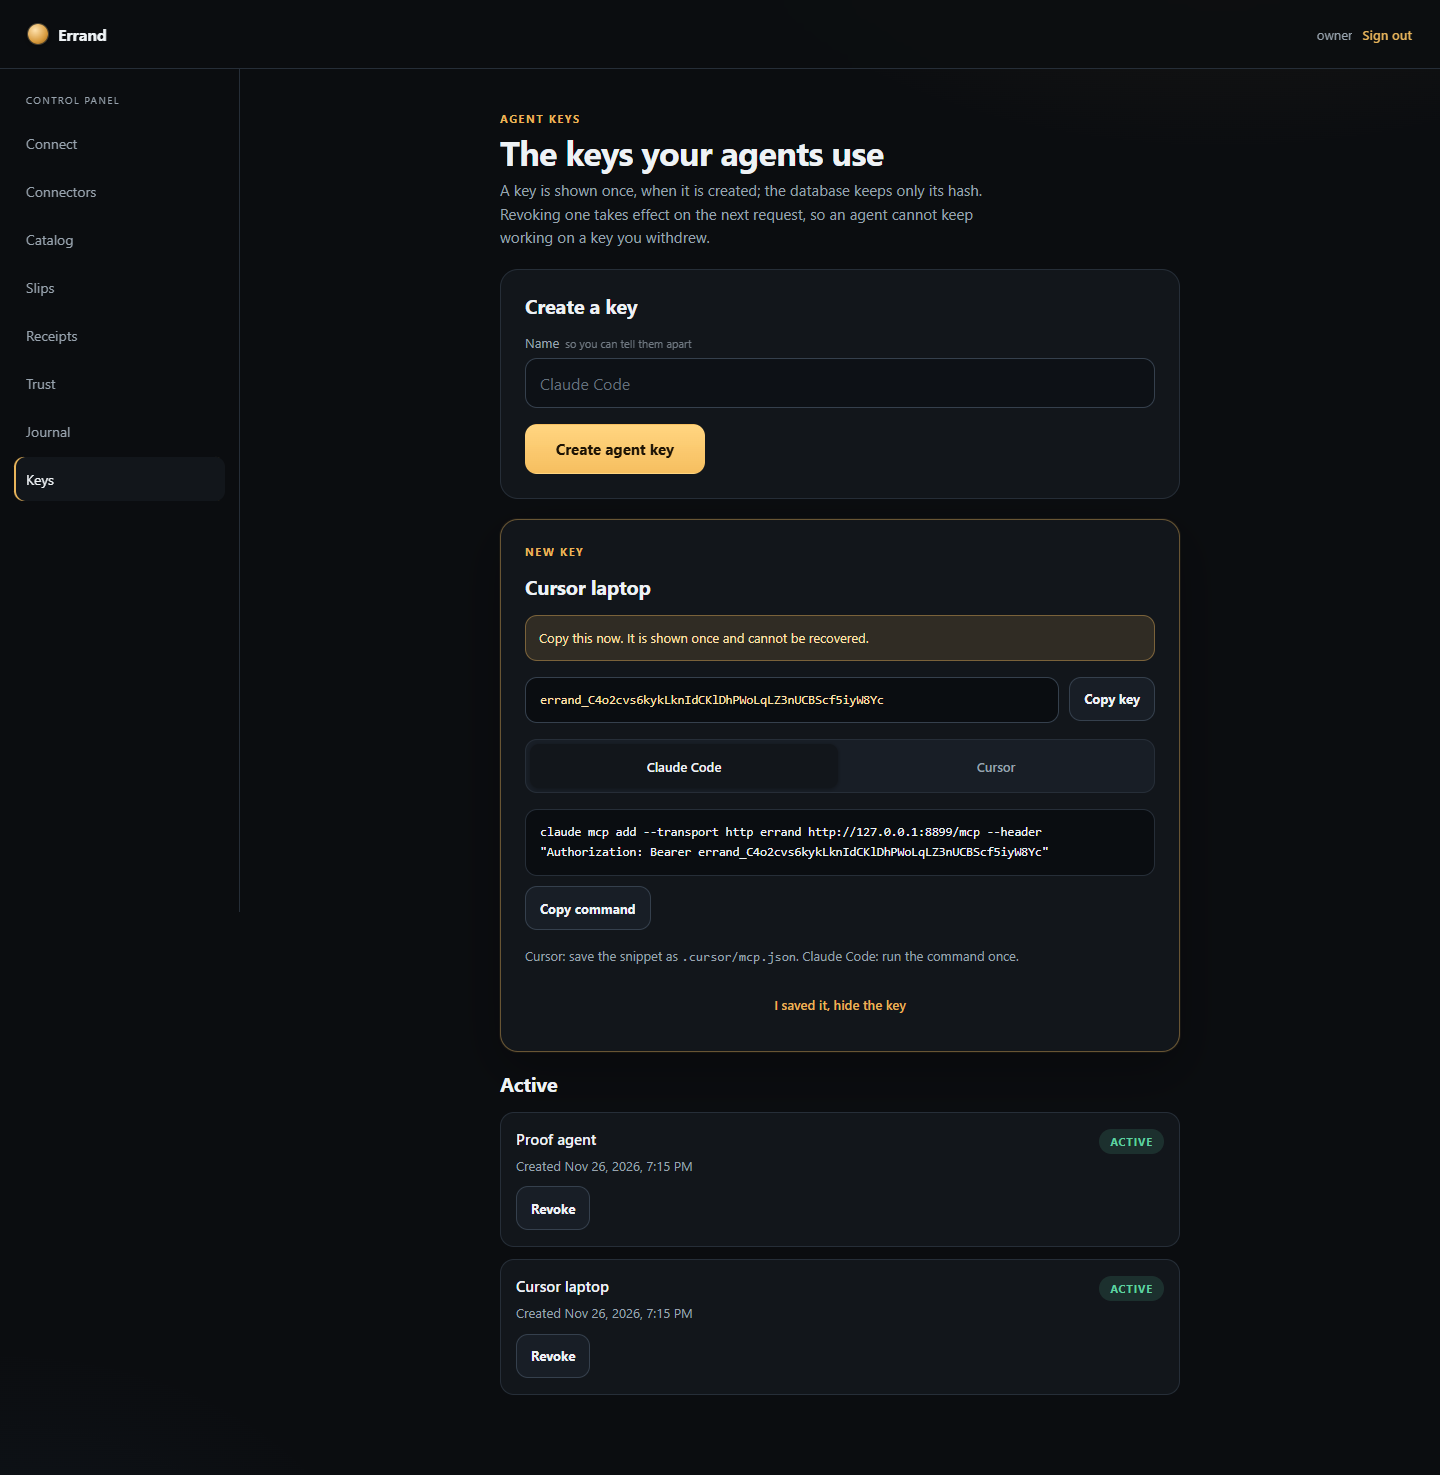 Errand
owner Sign out
CONTROL PANEL
Connect
Connectors
Catalog
Slips
Receipts
Trust
Journal
Keys
AGENT KEYS
The keys your agents use
A key is shown once, when it is created; the database keeps only its hash.
Revoking one takes effect on the next request, so an agent cannot keep
working on a key you withdrew.
Create a key
Name so you can tell them apart
Claude Code
Create agent key
NEW KEY
Cursor laptop
Copy this now. It is shown once and cannot be recovered.
errand_C4o2cvs6kykLknIdCKlDhPWoLqLZ3nUCBScf5iyW8Yc
Copy key
Claude Code
Cursor
claude mcp add --transport http errand http://127.0.0.1:8899/mcp --header
"Authorization: Bearer errand_C4o2cvs6kykLknIdCKlDhPWoLqLZ3nUCBScf5iyW8Yc"
Copy command
Cursor: save the snippet as .cursor/mcp.json. Claude Code: run the command once.
I saved it, hide the key
Active
Proof agent
ACTIVE
Created Nov 26, 2026, 7:15 PM
Revoke
Cursor laptop
ACTIVE
Created Nov 26, 2026, 7:15 PM
Revoke